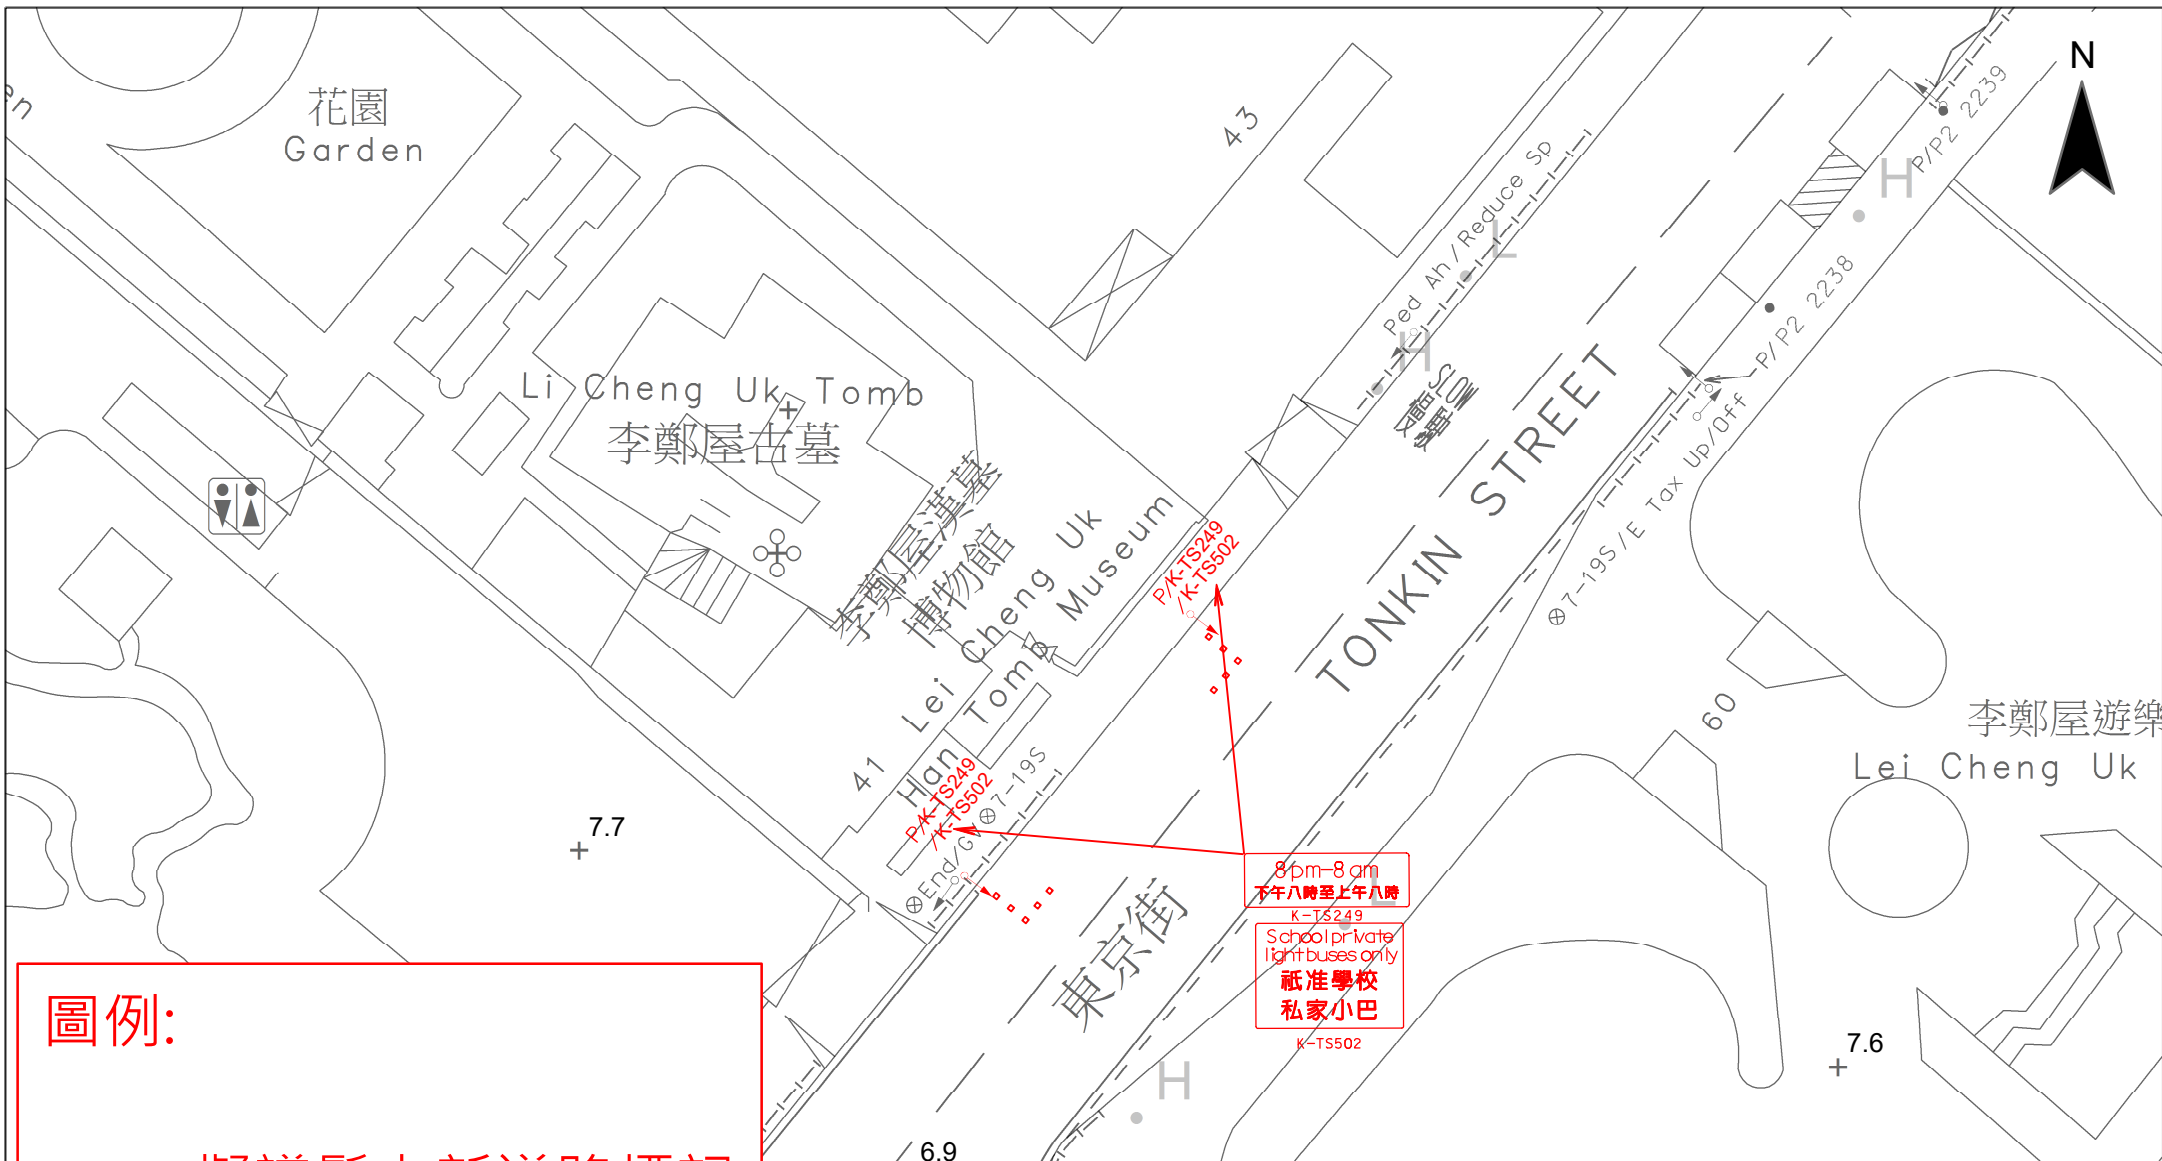 花園
Garden
43
Ped Ah/Reduce Sp
N
P/P2 2239
H
L
H
P/P2 2238
Li Cheng Uk Tomb
李鄭屋古墓
李鄭屋漢墓
博物館
Lei Cheng Uk
Han Tomb Museum
41
P/K-TS249
/K-TS502
TONKIN STREET
7-19S/E Tax Up/Off
60
李鄭屋遊樂
Lei Cheng Uk
7-19S
P/K-TS249
/K-TS502
7.7
8pm-8am
下午八時至上午八時
K-TS249
L
School private
light buses only
祇准學校
私家小巴
K-TS502
東京街
H
7.6
6.9
圖例: